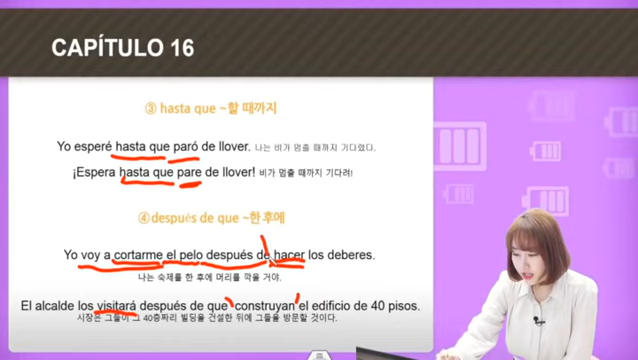 CAPÍTULO 16
③ hasta que ~할 때까지
Yo esperé hasta que paró de llover. 나는 비가 멈출 때까지 기다렸다.
¡Espera hasta que pare de llover! 비가 멈출 때까지 기다려!
④después de que ~한 후에
Yo voy a cortarme el pelo después de hacer los deberes.
나는 숙제를 한 후에 머리를 깎을 거야.
El alcalde los visitará después de que construyan el edificio de 40 pisos.
시장은 그들이 그 40층짜리 빌딩을 건설한 뒤에 그들을 방문할 것이다.